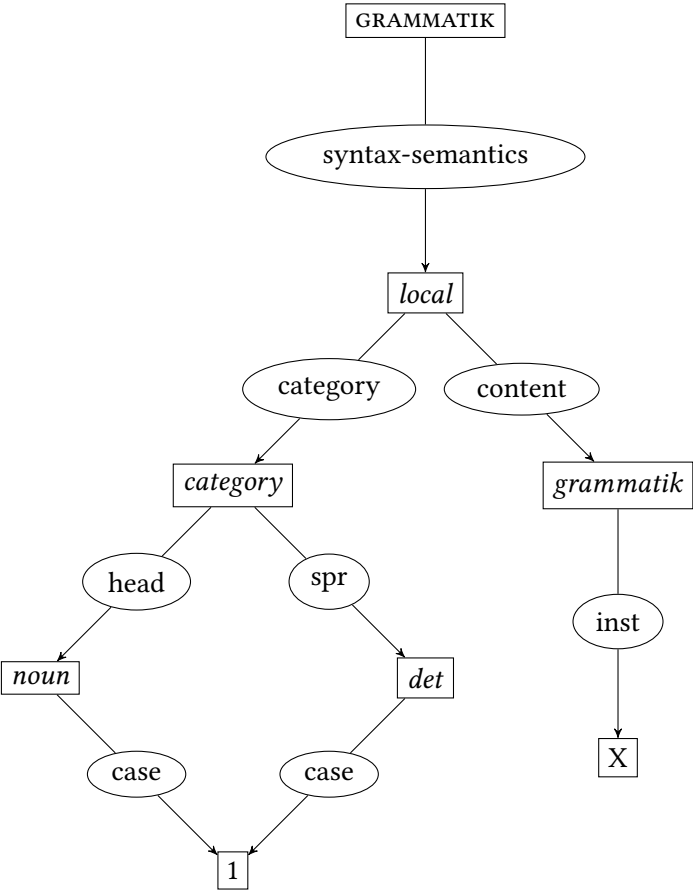 GRAMMATIK
syntax-semantics
local
category
content
category
grammatik
head
spr
inst
noun
det
case
case
X
1